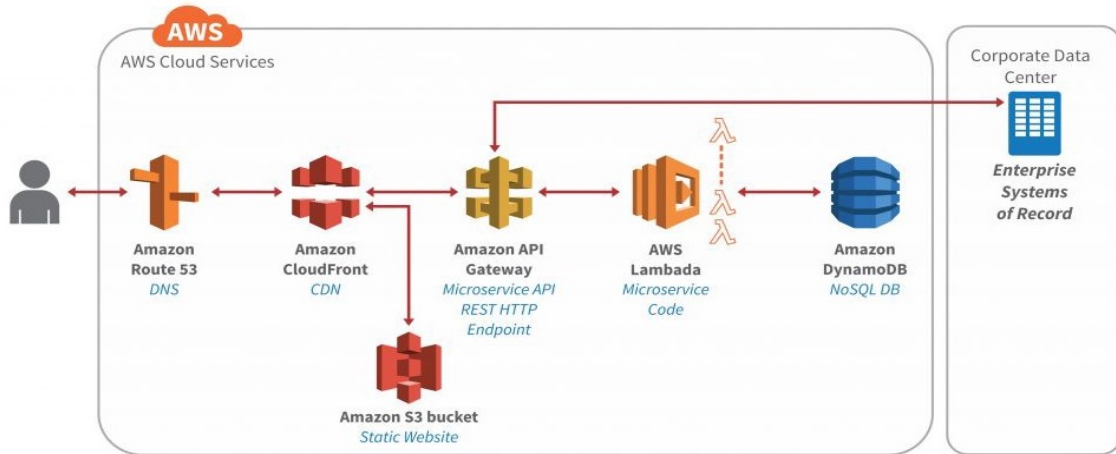 AWS
AWS Cloud Services
Corporate Data
Center
Enterprise
Systems
of Record
Amazon
Route 53
DNS
Amazon
CloudFront
CDN
Amazon API
Gateway
Microservice API
REST HTTP
Endpoint
AWS
Lambada
Microservice
Code
Amazon
DynamoDB
NoSQL DB
Amazon S3 bucket
Static Website